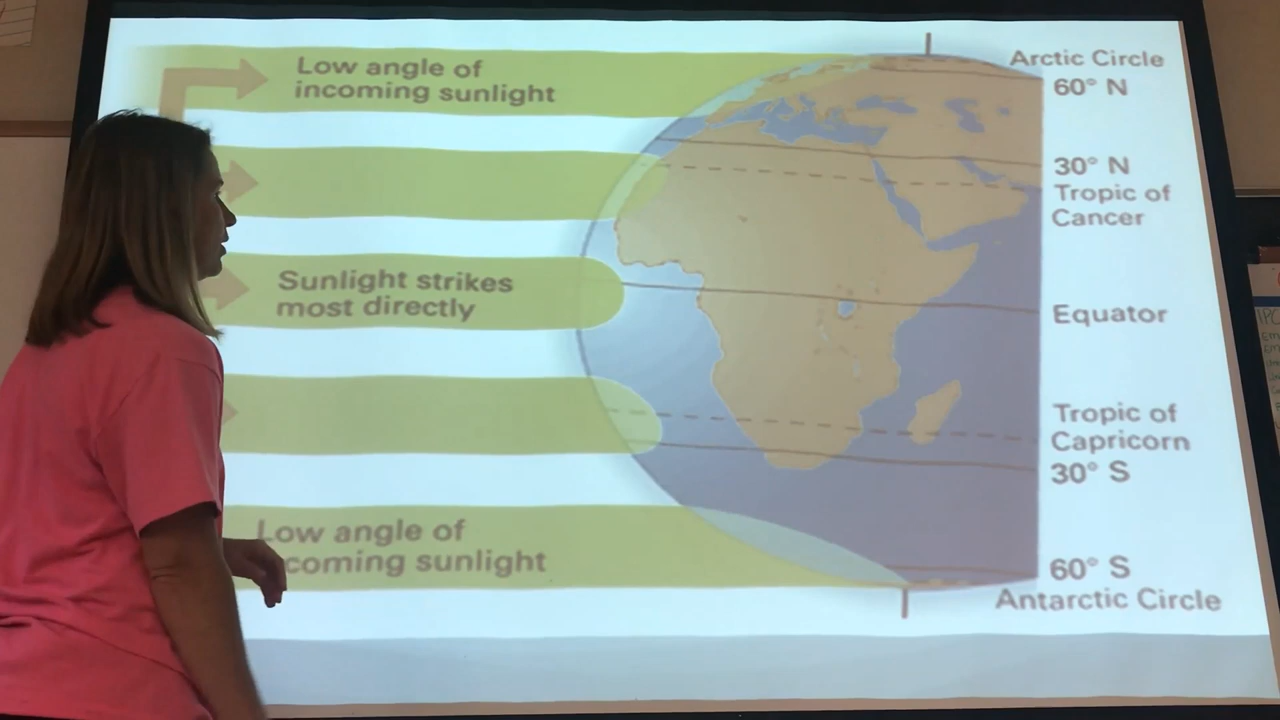 Low angle of
incoming sunlight
Sunlight strikes
most directly
Low angle of
coming sunlight
Arctic Circle
60° N
30° N
Tropic of
Cancer
Equator
Tropic of
Capricorn
30° S
60° S
Antarctic Circle